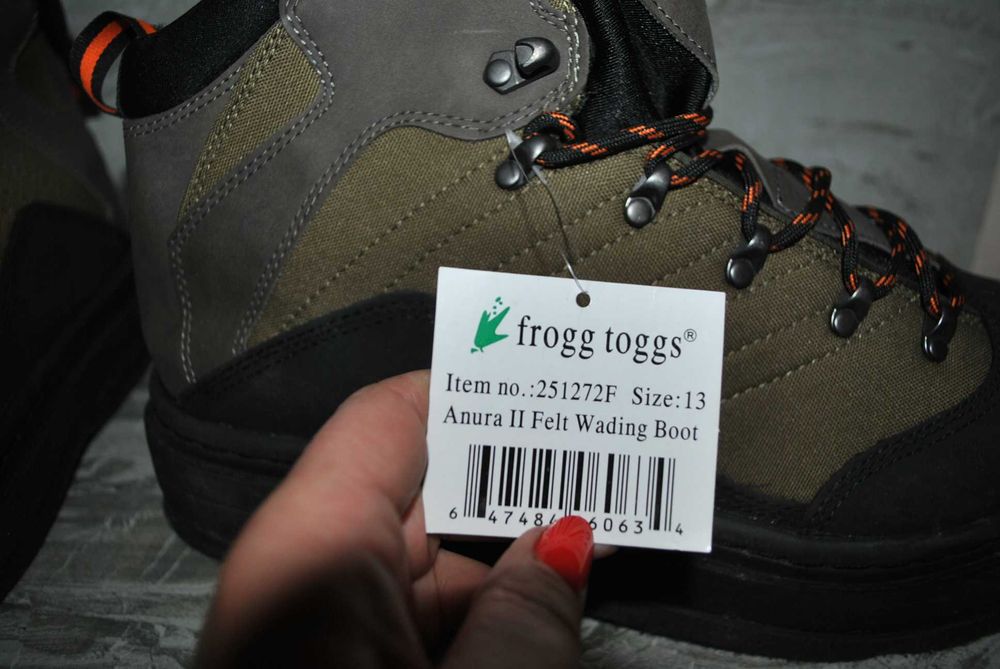 frogg toggs®
Item no.:251272F Size:13
Anura II Felt Wading Boot
6 47484 6063 4